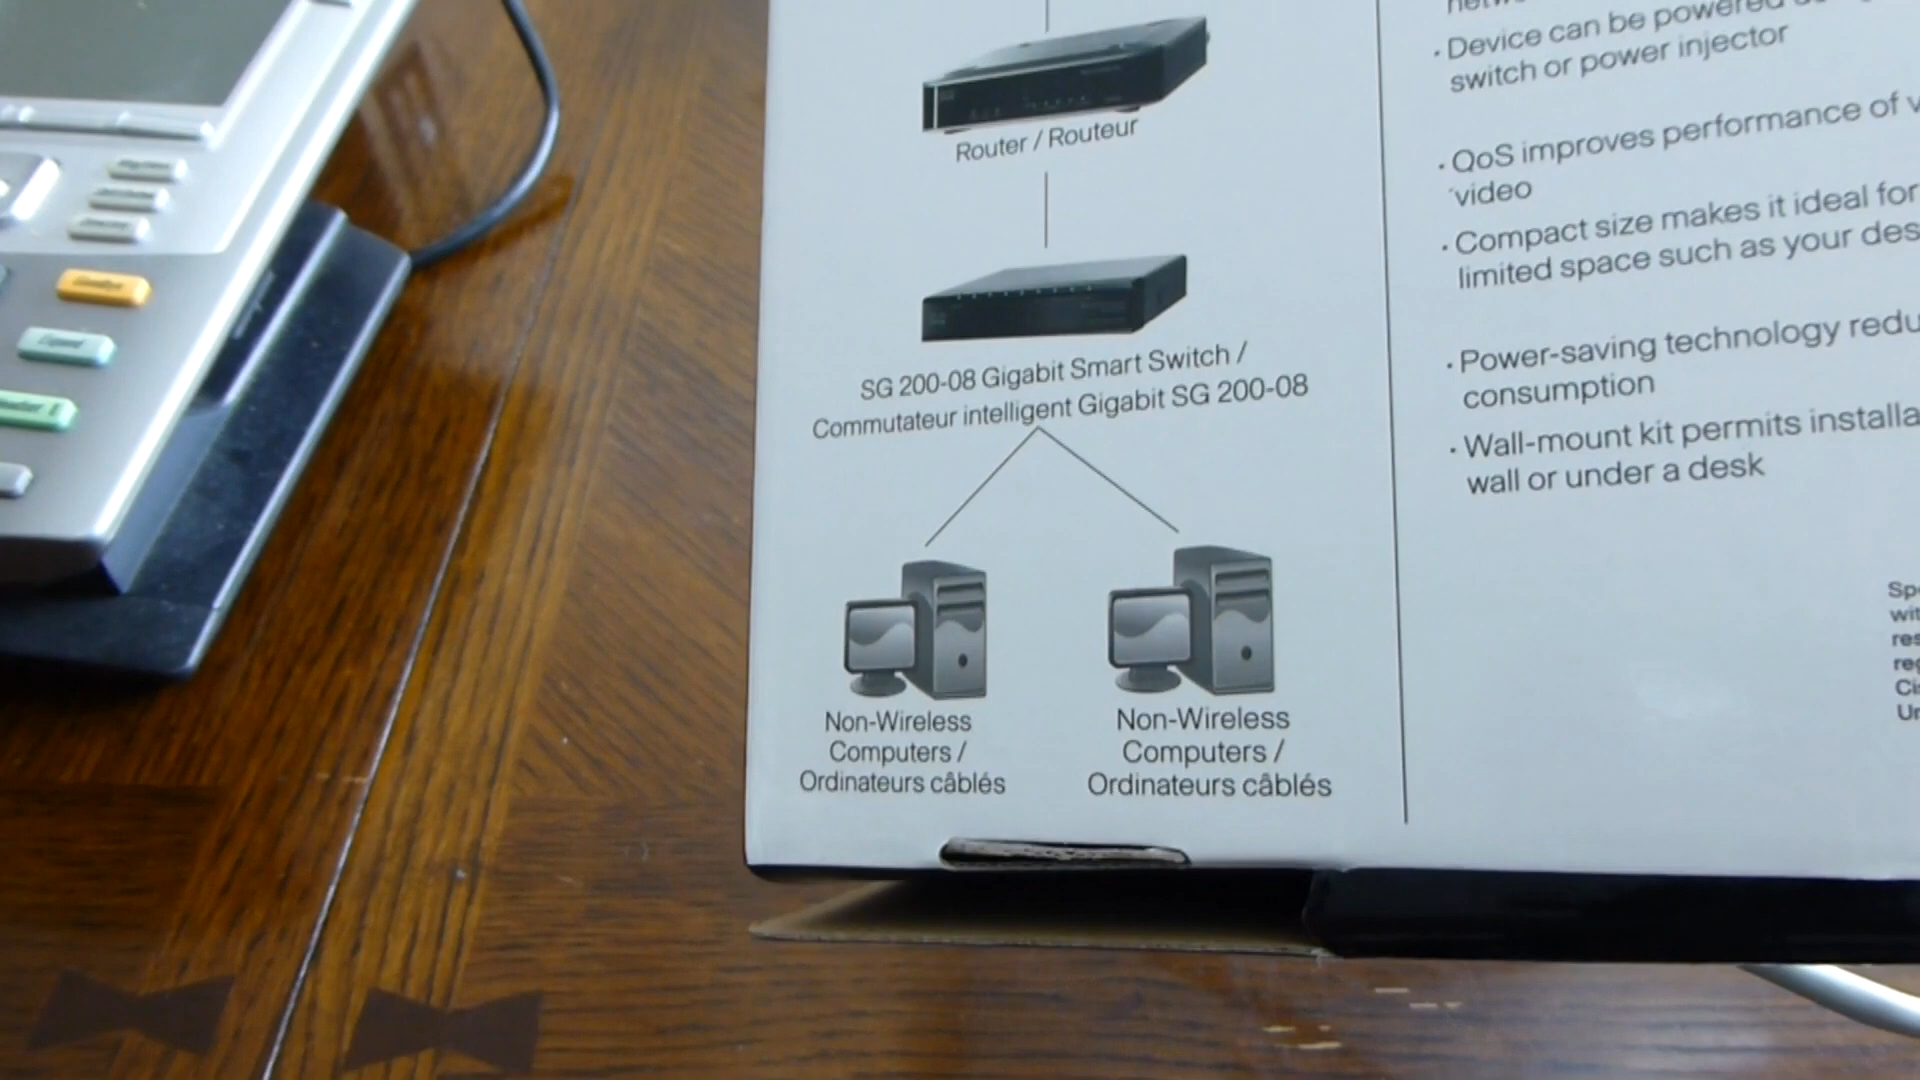 Router / Routeur
SG 200-08 Gigabit Smart Switch /
Commutateur intelligent Gigabit SG 200-08
Non-Wireless
Computers /
Ordinateurs câblés
Non-Wireless
Computers /
Ordinateurs câblés
· Device can be powered
switch or power injector
· QoS improves performance of
video
· Compact size makes it ideal for
limited space such as your
· Power-saving technology
consumption
· Wall-mount kit permits
wall or under a desk